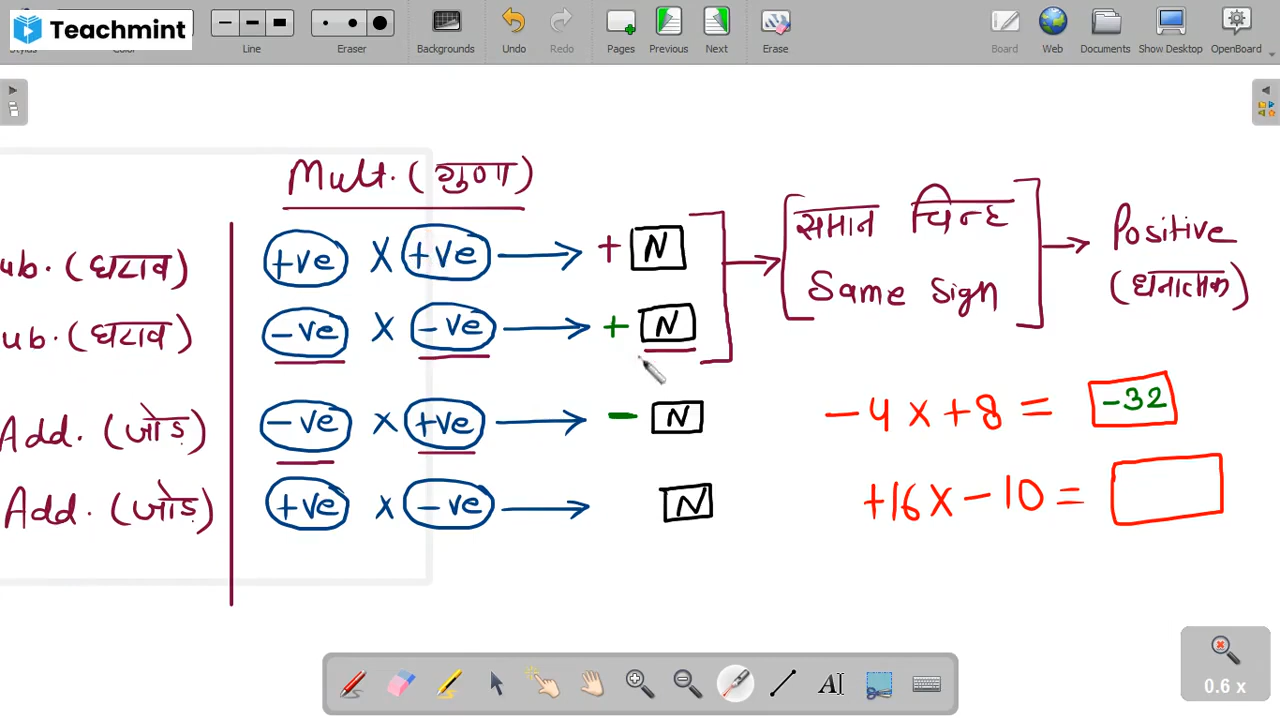 Teachmint
Line
Eraser
Backgrounds
Undo
Redo
Pages
Previous
Next
Erase
Board
Web
Documents
Show Desktop
OpenBoard
Mult. (गुणा)
ub. (घटाव)
+ve X +ve → + N
ub. (घटाव)
-ve X -ve → + N
Add. (जोड़)
-ve X +ve → - N
Add. (जोड़)
+ve X -ve → N
समान चिन्ह
Same Sign
Positive
(धनात्मक)
-4 X +8 = -32
+16 X -10 =
0.6 x